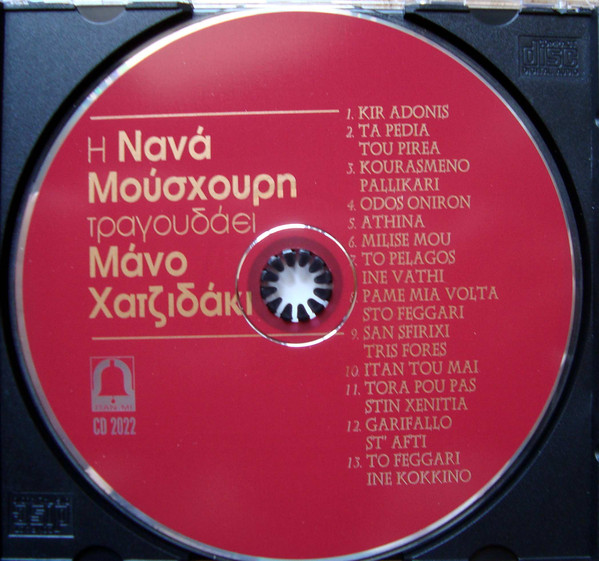 Η Νανά
Μούσχουρη
τραγουδάει
Μάνο
Χατζιδάκι
CD 2022
1. KIR ADONIS
2. TA PEDIA
TOU PIREA
3. KOURASMENO
PALLIKARI
4. ODOS ONIRON
5. ATHINA
6. MILISE MOU
7. TO PELAGOS
INE VATHI
8. PAME MIA VOLTA
STO FEGGARI
9. SAN SFIRIXI
TRIS FORES
10. ITAN TOU MAI
11. TORA POU PAS
STIN XENITIA
12. GARIFALLO
ST' AFTI
13. TO FEGGARI
INE KOKKINO
disc